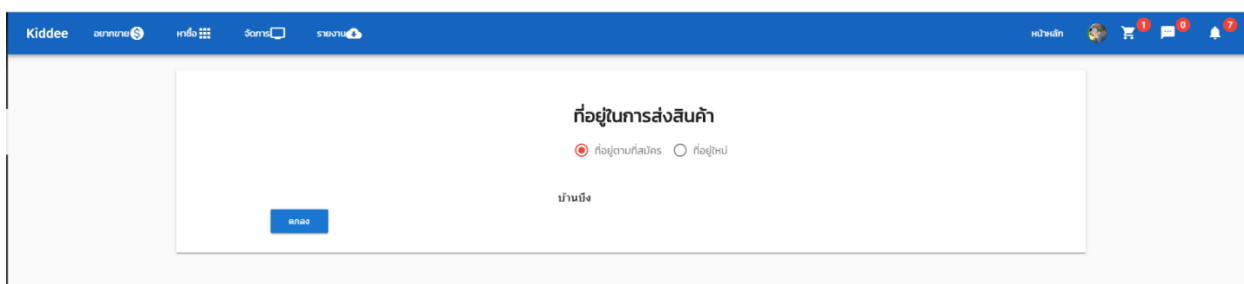 Kiddee อยากขาย หาซื้อ จัดการ รายงาน หน้าหลัก 1 0 7
ที่อยู่ในการส่งสินค้า
ที่อยู่ตามที่สมัคร ที่อยู่ใหม่
บ้านบึง
ตกลง